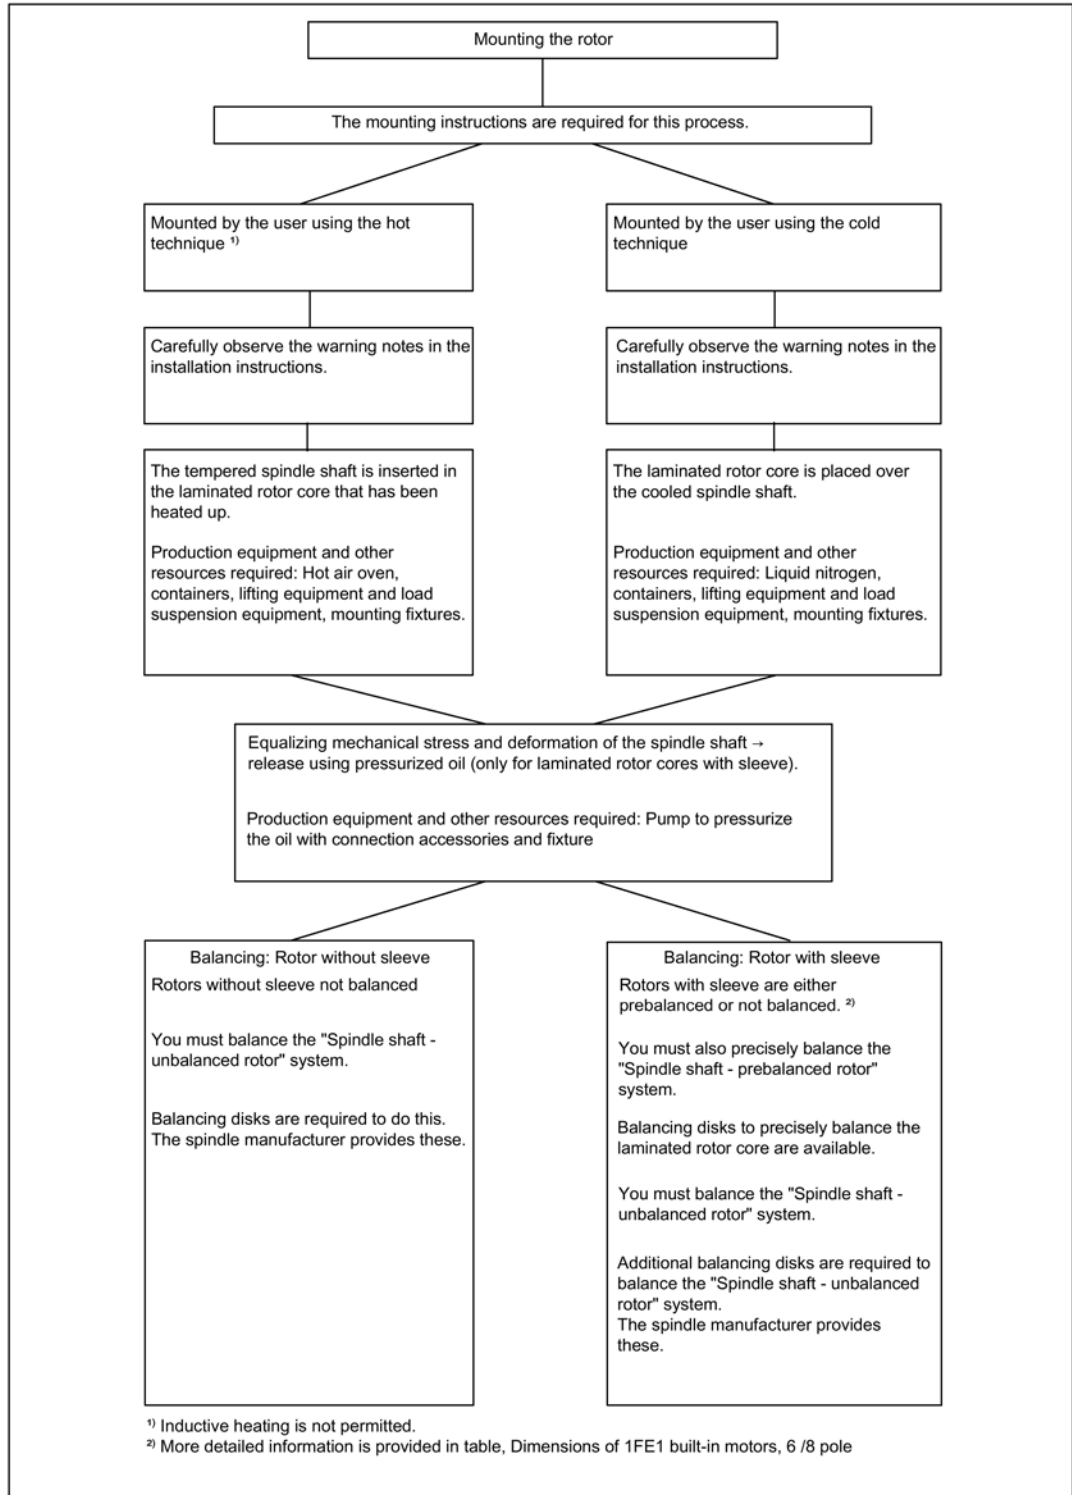 Mounting the rotor
The mounting instructions are required for this process.
Mounted by the user using the hot
technique ¹⁾
Mounted by the user using the cold
technique
Carefully observe the warning notes in the
installation instructions.
Carefully observe the warning notes in the
installation instructions.
The tempered spindle shaft is inserted in
the laminated rotor core that has been
heated up.
Production equipment and other
resources required: Hot air oven,
containers, lifting equipment and load
suspension equipment, mounting fixtures.
The laminated rotor core is placed over
the cooled spindle shaft.
Production equipment and other
resources required: Liquid nitrogen,
containers, lifting equipment and load
suspension equipment, mounting fixtures.
Equalizing mechanical stress and deformation of the spindle shaft →
release using pressurized oil (only for laminated rotor cores with sleeve).
Production equipment and other resources required: Pump to pressurize
the oil with connection accessories and fixture
Balancing: Rotor without sleeve
Rotors without sleeve not balanced
You must balance the "Spindle shaft -
unbalanced rotor" system.
Balancing disks are required to do this.
The spindle manufacturer provides these.
Balancing: Rotor with sleeve
Rotors with sleeve are either
prebalanced or not balanced. ²⁾
You must also precisely balance the
"Spindle shaft - prebalanced rotor"
system.
Balancing disks to precisely balance the
laminated rotor core are available.
You must balance the "Spindle shaft -
unbalanced rotor" system.
Additional balancing disks are required to
balance the "Spindle shaft - unbalanced
rotor" system.
The spindle manufacturer provides
these.
¹⁾ Inductive heating is not permitted.
²⁾ More detailed information is provided in table, Dimensions of 1FE1 built-in motors, 6 /8 pole